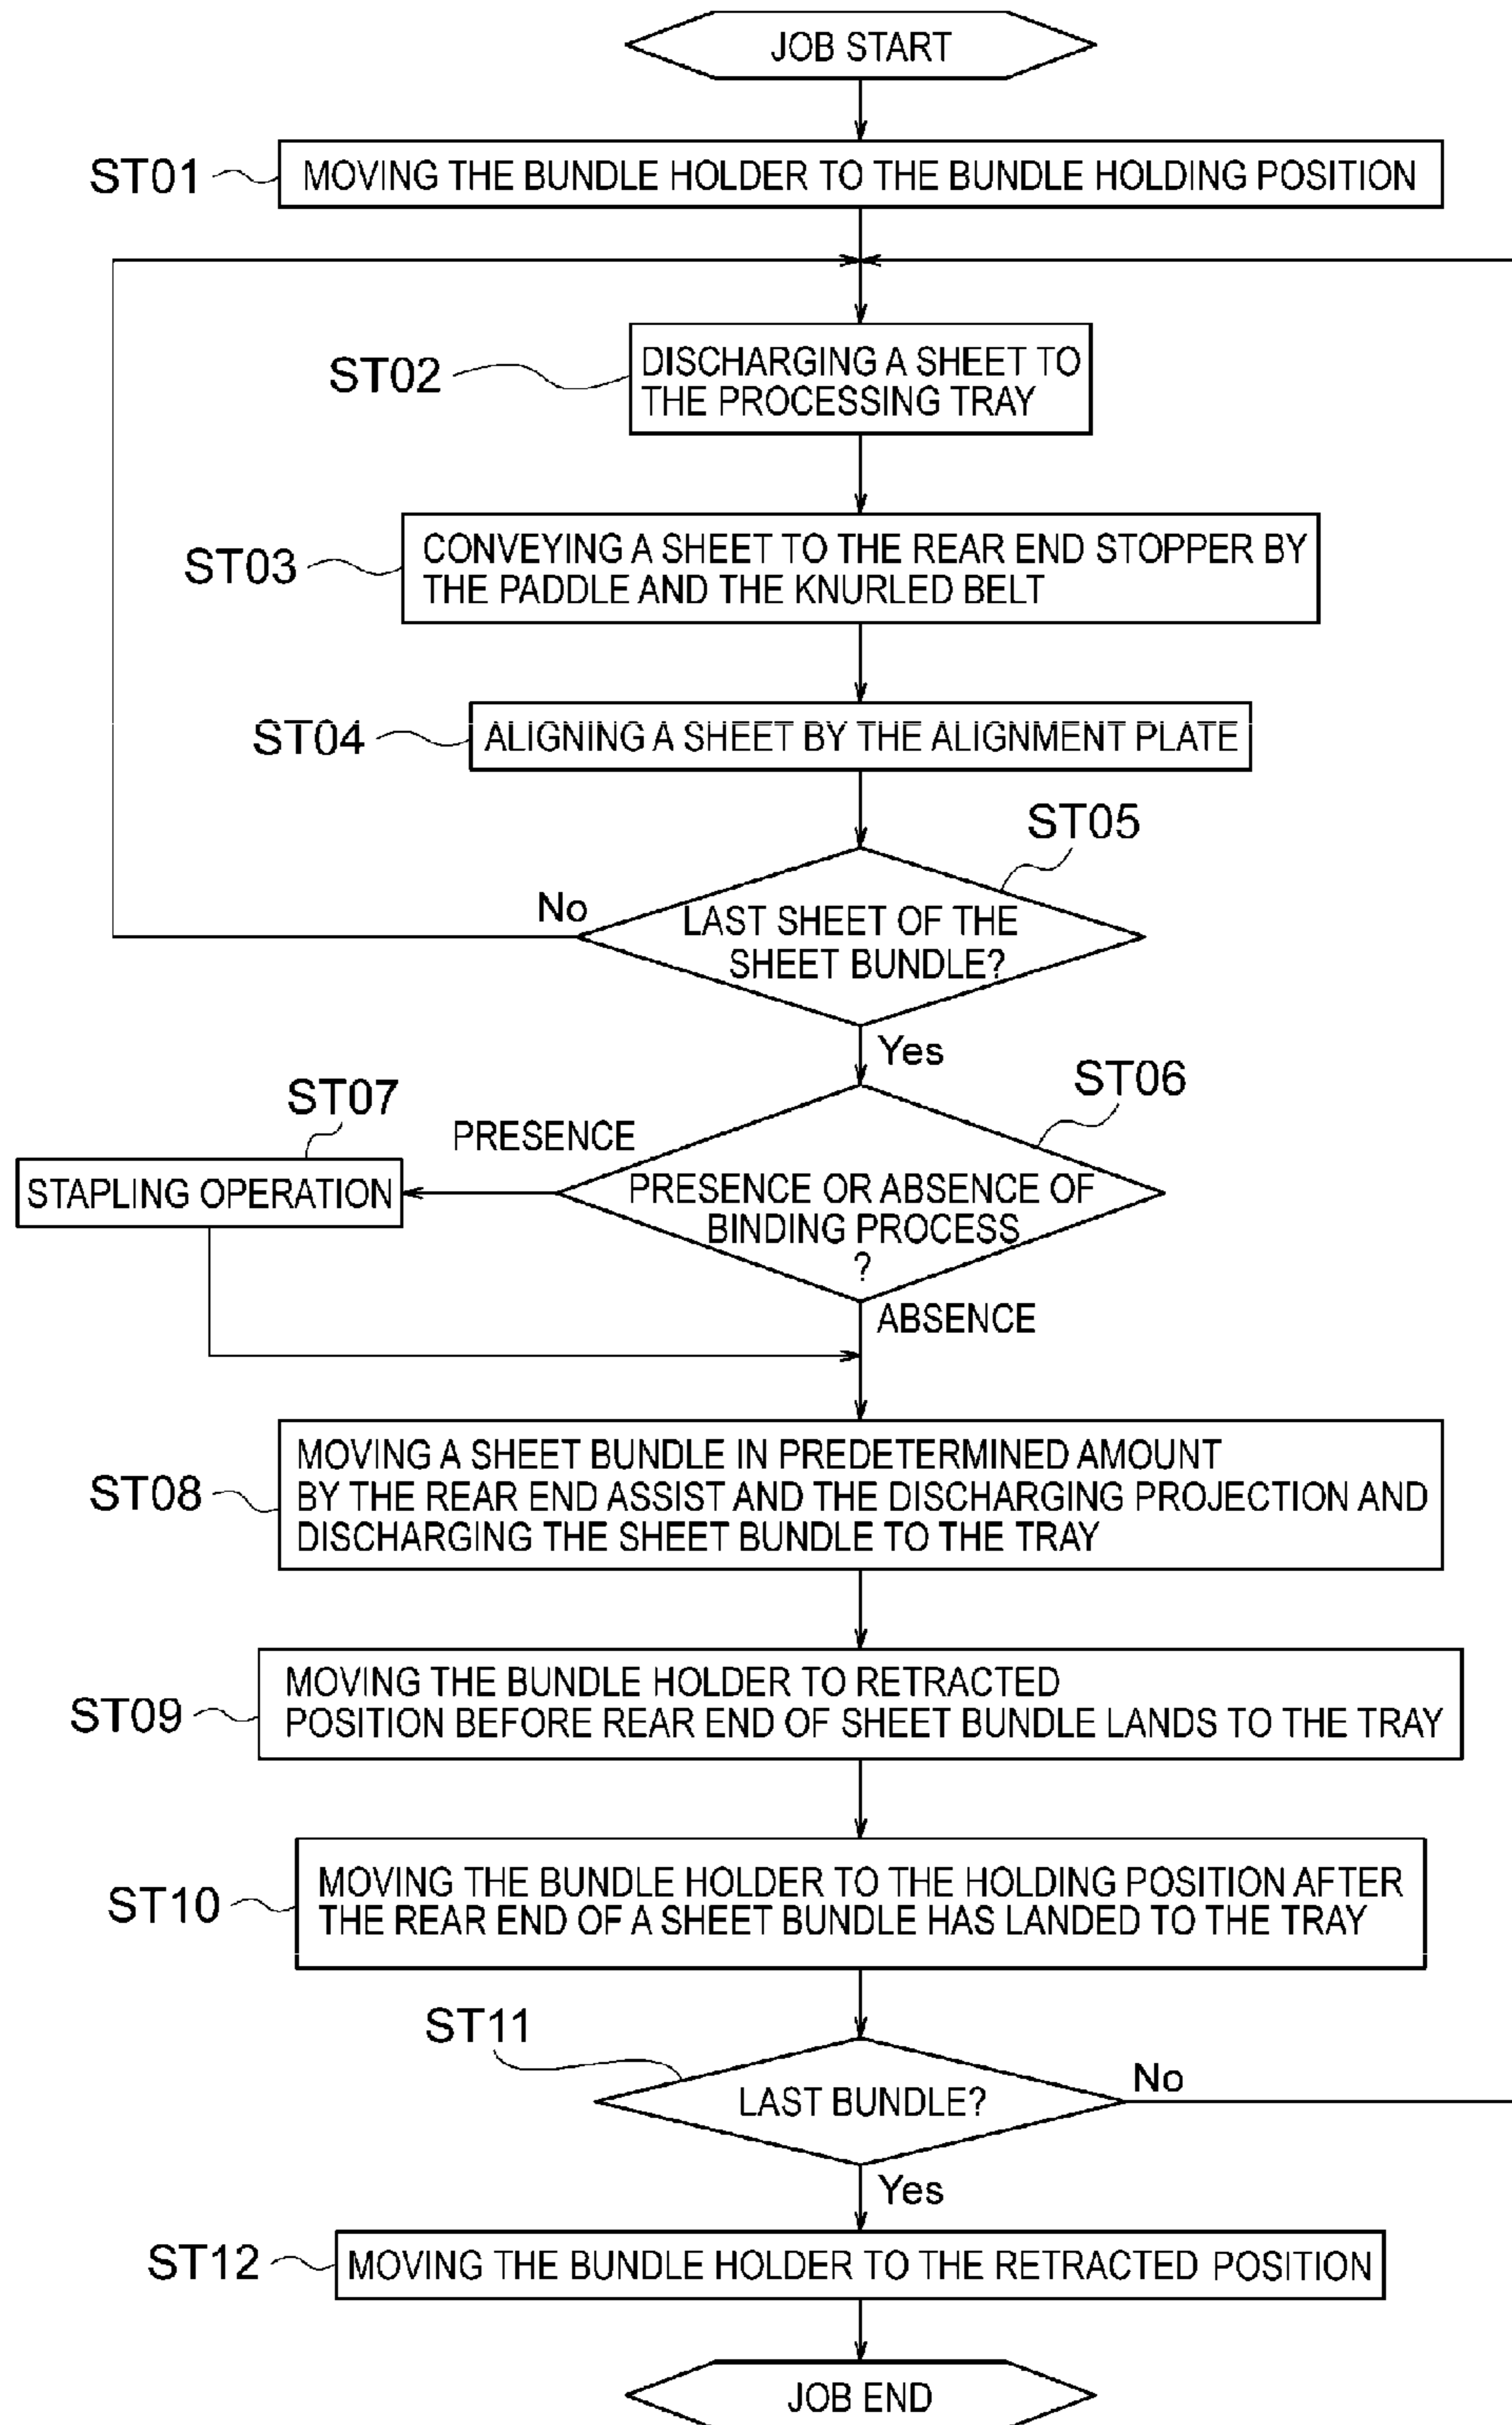 JOB START
ST01
MOVING THE BUNDLE HOLDER TO THE BUNDLE HOLDING POSITION
ST02
DISCHARGING A SHEET TO
THE PROCESSING TRAY
ST03
CONVEYING A SHEET TO THE REAR END STOPPER BY
THE PADDLE AND THE KNURLED BELT
ST04
ALIGNING A SHEET BY THE ALIGNMENT PLATE
ST05
No
LAST SHEET OF THE
SHEET BUNDLE?
Yes
ST06
ST07
PRESENCE
STAPLING OPERATION
PRESENCE OR ABSENCE OF
BINDING PROCESS
?
ABSENCE
ST08
MOVING A SHEET BUNDLE IN PREDETERMINED AMOUNT
BY THE REAR END ASSIST AND THE DISCHARGING PROJECTION AND
DISCHARGING THE SHEET BUNDLE TO THE TRAY
ST09
MOVING THE BUNDLE HOLDER TO RETRACTED
POSITION BEFORE REAR END OF SHEET BUNDLE LANDS TO THE TRAY
ST10
MOVING THE BUNDLE HOLDER TO THE HOLDING POSITION AFTER
THE REAR END OF A SHEET BUNDLE HAS LANDED TO THE TRAY
ST11
LAST BUNDLE?
No
Yes
ST12
MOVING THE BUNDLE HOLDER TO THE RETRACTED POSITION
JOB END